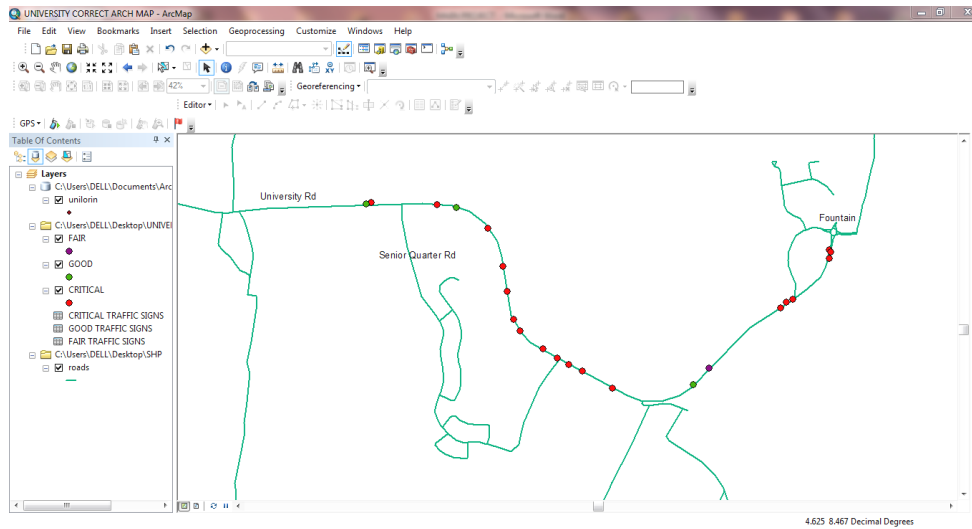 UNIVERSITY CORRECT ARCH MAP - ArcMap
File Edit View Bookmarks Insert Selection Geoprocessing Customize Windows Help
42%
Georeferencing
Editor
GPS
Table Of Contents
Layers
C:\Users\DELL\Documents\Arc
unilorin
C:\Users\DELL\Desktop\UNIVEI
FAIR
GOOD
CRITICAL
CRITICAL TRAFFIC SIGNS
GOOD TRAFFIC SIGNS
FAIR TRAFFIC SIGNS
C:\Users\DELL\Desktop\SHP
roads
University Rd
Senior Quarter Rd
Fountain
4.625 8.467 Decimal Degrees